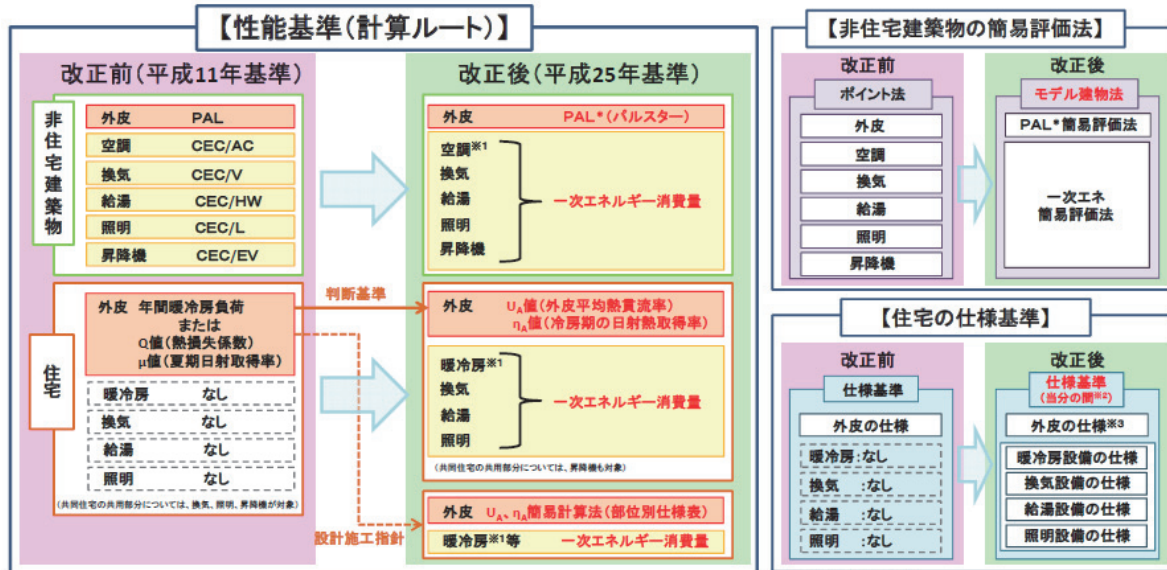 【性能基準(計算ルート)】
改正前(平成11年基準)
非住宅建築物
外皮 PAL
空調 CEC/AC
換気 CEC/V
給湯 CEC/HW
照明 CEC/L
昇降機 CEC/EV
改正後(平成25年基準)
外皮 PAL*(パルスター)
空調※1
換気
給湯
照明
昇降機
一次エネルギー消費量
住宅
外皮 年間暖冷房負荷
または
Q値(熱損失係数)
μ値(夏期日射取得率)
暖冷房 なし
換気 なし
給湯 なし
照明 なし
(共同住宅の共用部分については、換気、照明、昇降機が対象)
判断基準
設計施工指針
外皮 UA値(外皮平均熱貫流率)
ηA値(冷房期の日射熱取得率)
暖冷房※1
換気
給湯
照明
一次エネルギー消費量
(共同住宅の共用部分については、昇降機も対象)
外皮 UA、ηA簡易計算法(部位別仕様表)
暖冷房※1等 一次エネルギー消費量
【非住宅建築物の簡易評価法】
改正前
ポイント法
外皮
空調
換気
給湯
照明
昇降機
改正後
モデル建物法
PAL*簡易評価法
一次エネ
簡易評価法
【住宅の仕様基準】
改正前
仕様基準
外皮の仕様
暖冷房:なし
換気 :なし
給湯 :なし
照明 :なし
改正後
仕様基準
(当分の間※2)
外皮の仕様※3
暖冷房設備の仕様
換気設備の仕様
給湯設備の仕様
照明設備の仕様